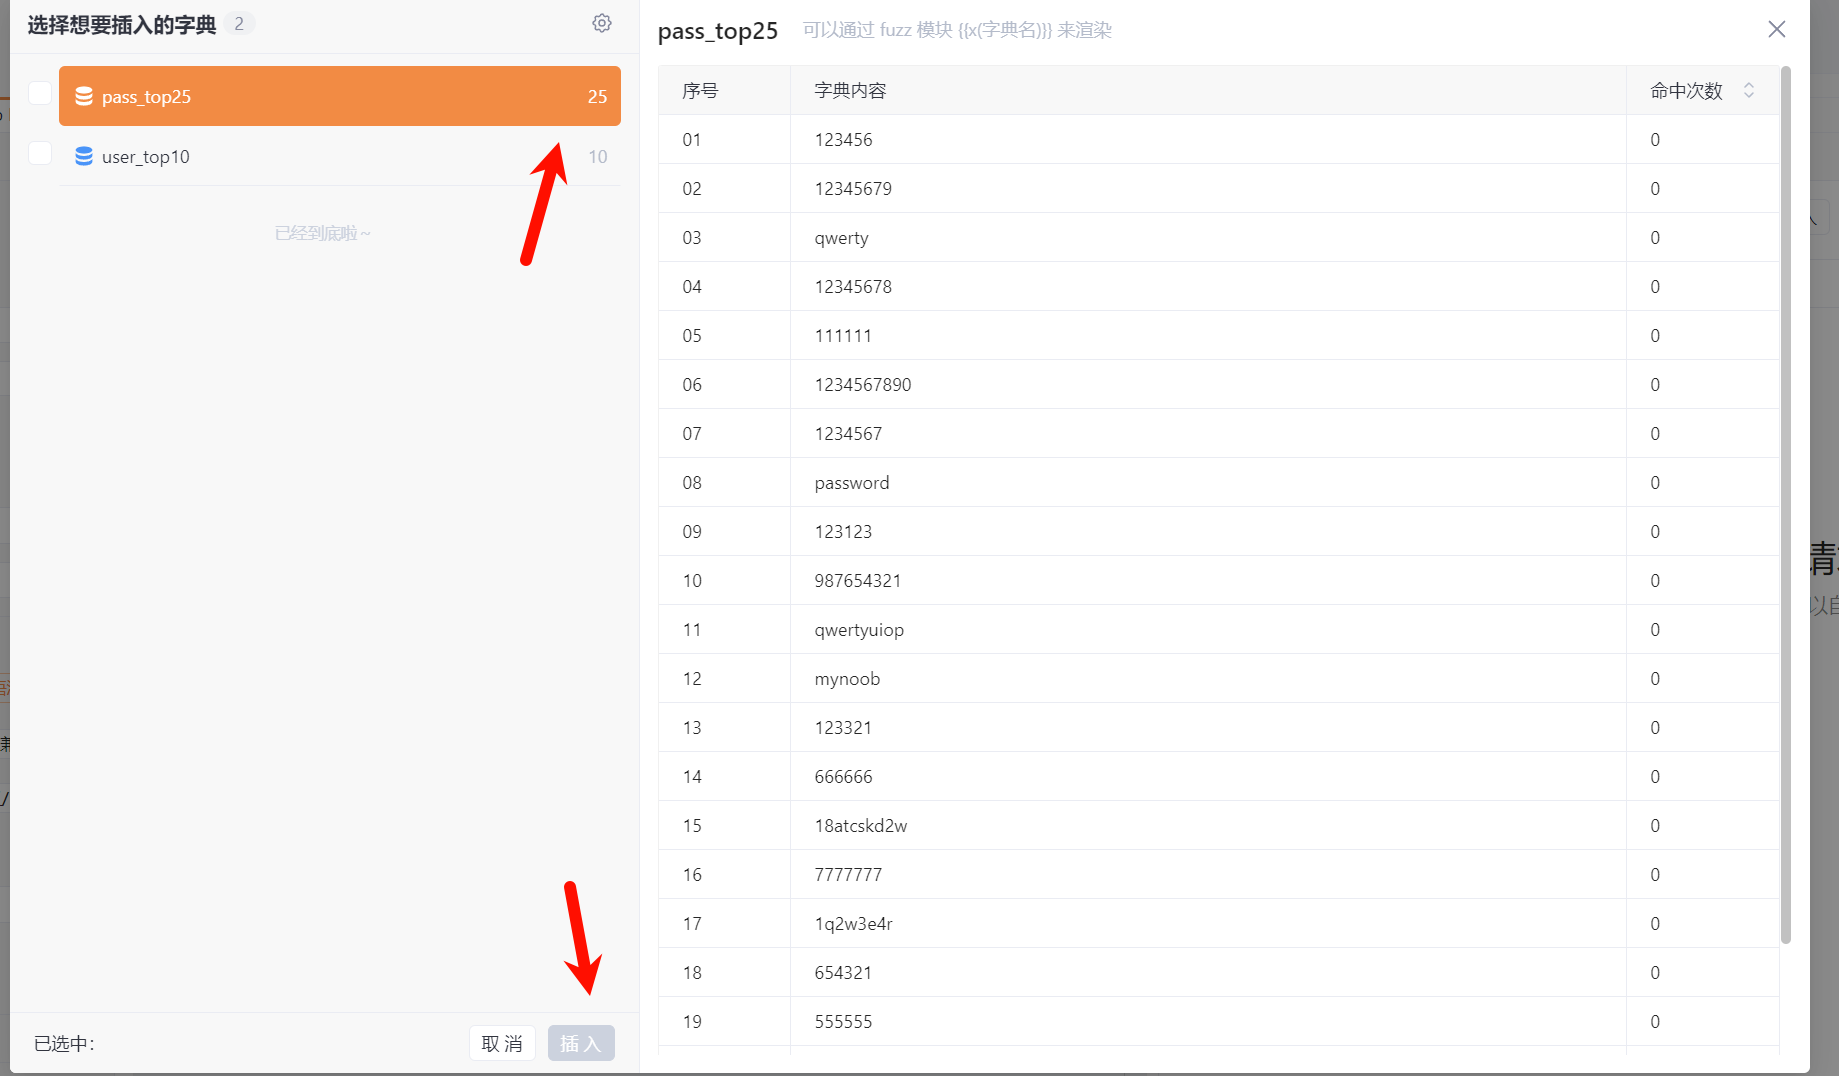 选择想要插入的字典 2
pass_top25 25
user_top10 10
已经到底啦~
已选中:
取 消
插 入
pass_top25 可以通过 fuzz 模块 {{x(字典名)}} 来渲染
序号 字典内容 命中次数
01 123456 0
02 12345679 0
03 qwerty 0
04 12345678 0
05 111111 0
06 1234567890 0
07 1234567 0
08 password 0
09 123123 0
10 987654321 0
11 qwertyuiop 0
12 mynoob 0
13 123321 0
14 666666 0
15 18atcskd2w 0
16 7777777 0
17 1q2w3e4r 0
18 654321 0
19 555555 0
请
以自